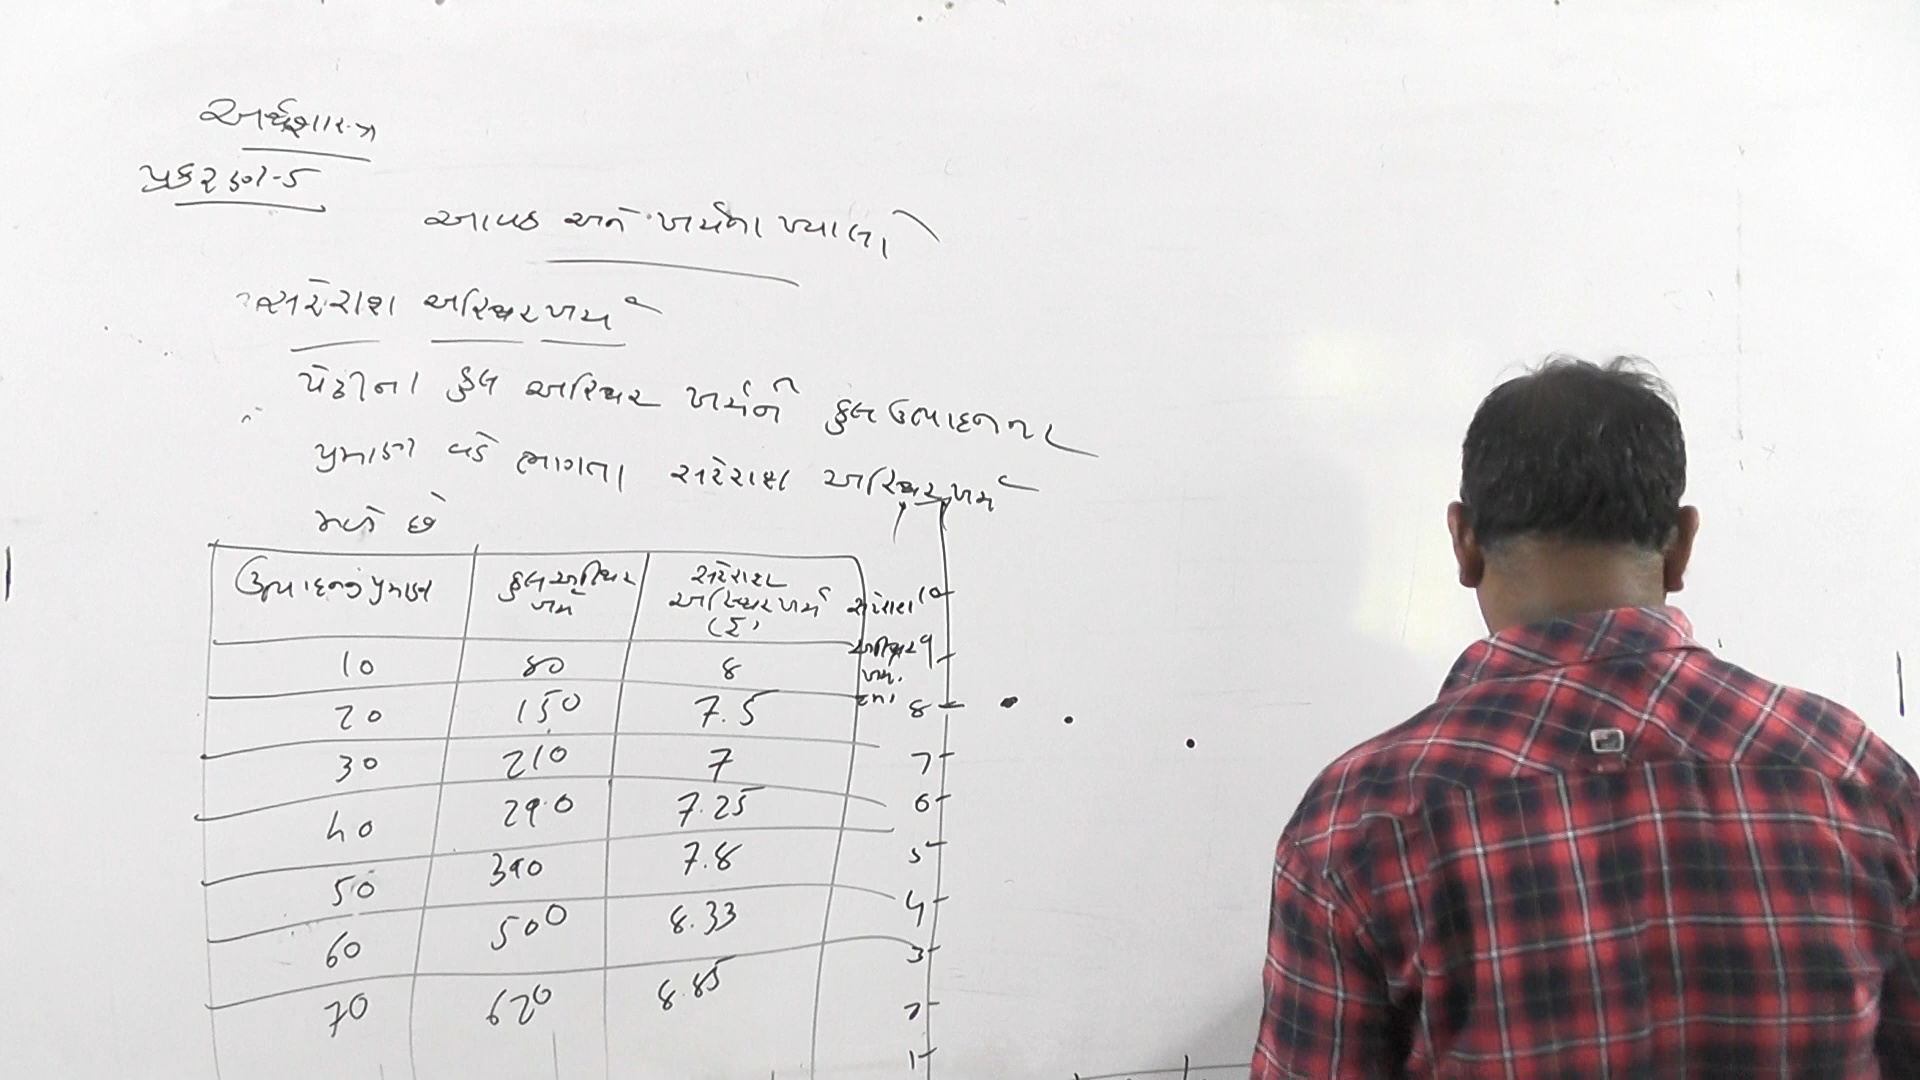 અર્થશાસ્ત્ર
પ્રકરણ-5
આવક અને ખર્ચના ખ્યાલો
સરેરાશ અસ્થિર ખર્ચ
પેઢીના કુલ અસ્થિર ખર્ચને કુલ ઉત્પાદનના
પ્રમાણ વડે ભાગતા સરેરાશ અસ્થિર ખર્ચ
મળે છે
ઉત્પાદનનું પ્રમાણ કુલ અસ્થિર ખર્ચ સરેરાશ અસ્થિર ખર્ચ (રૂ)
10 80 8
20 150 7.5
30 210 7
40 290 7.25
50 390 7.8
60 500 8.33
70 620 8.85
સરેરાશ
અસ્થિર
ખર્ચ
10
9
8
7
6
5
4
3
2
1